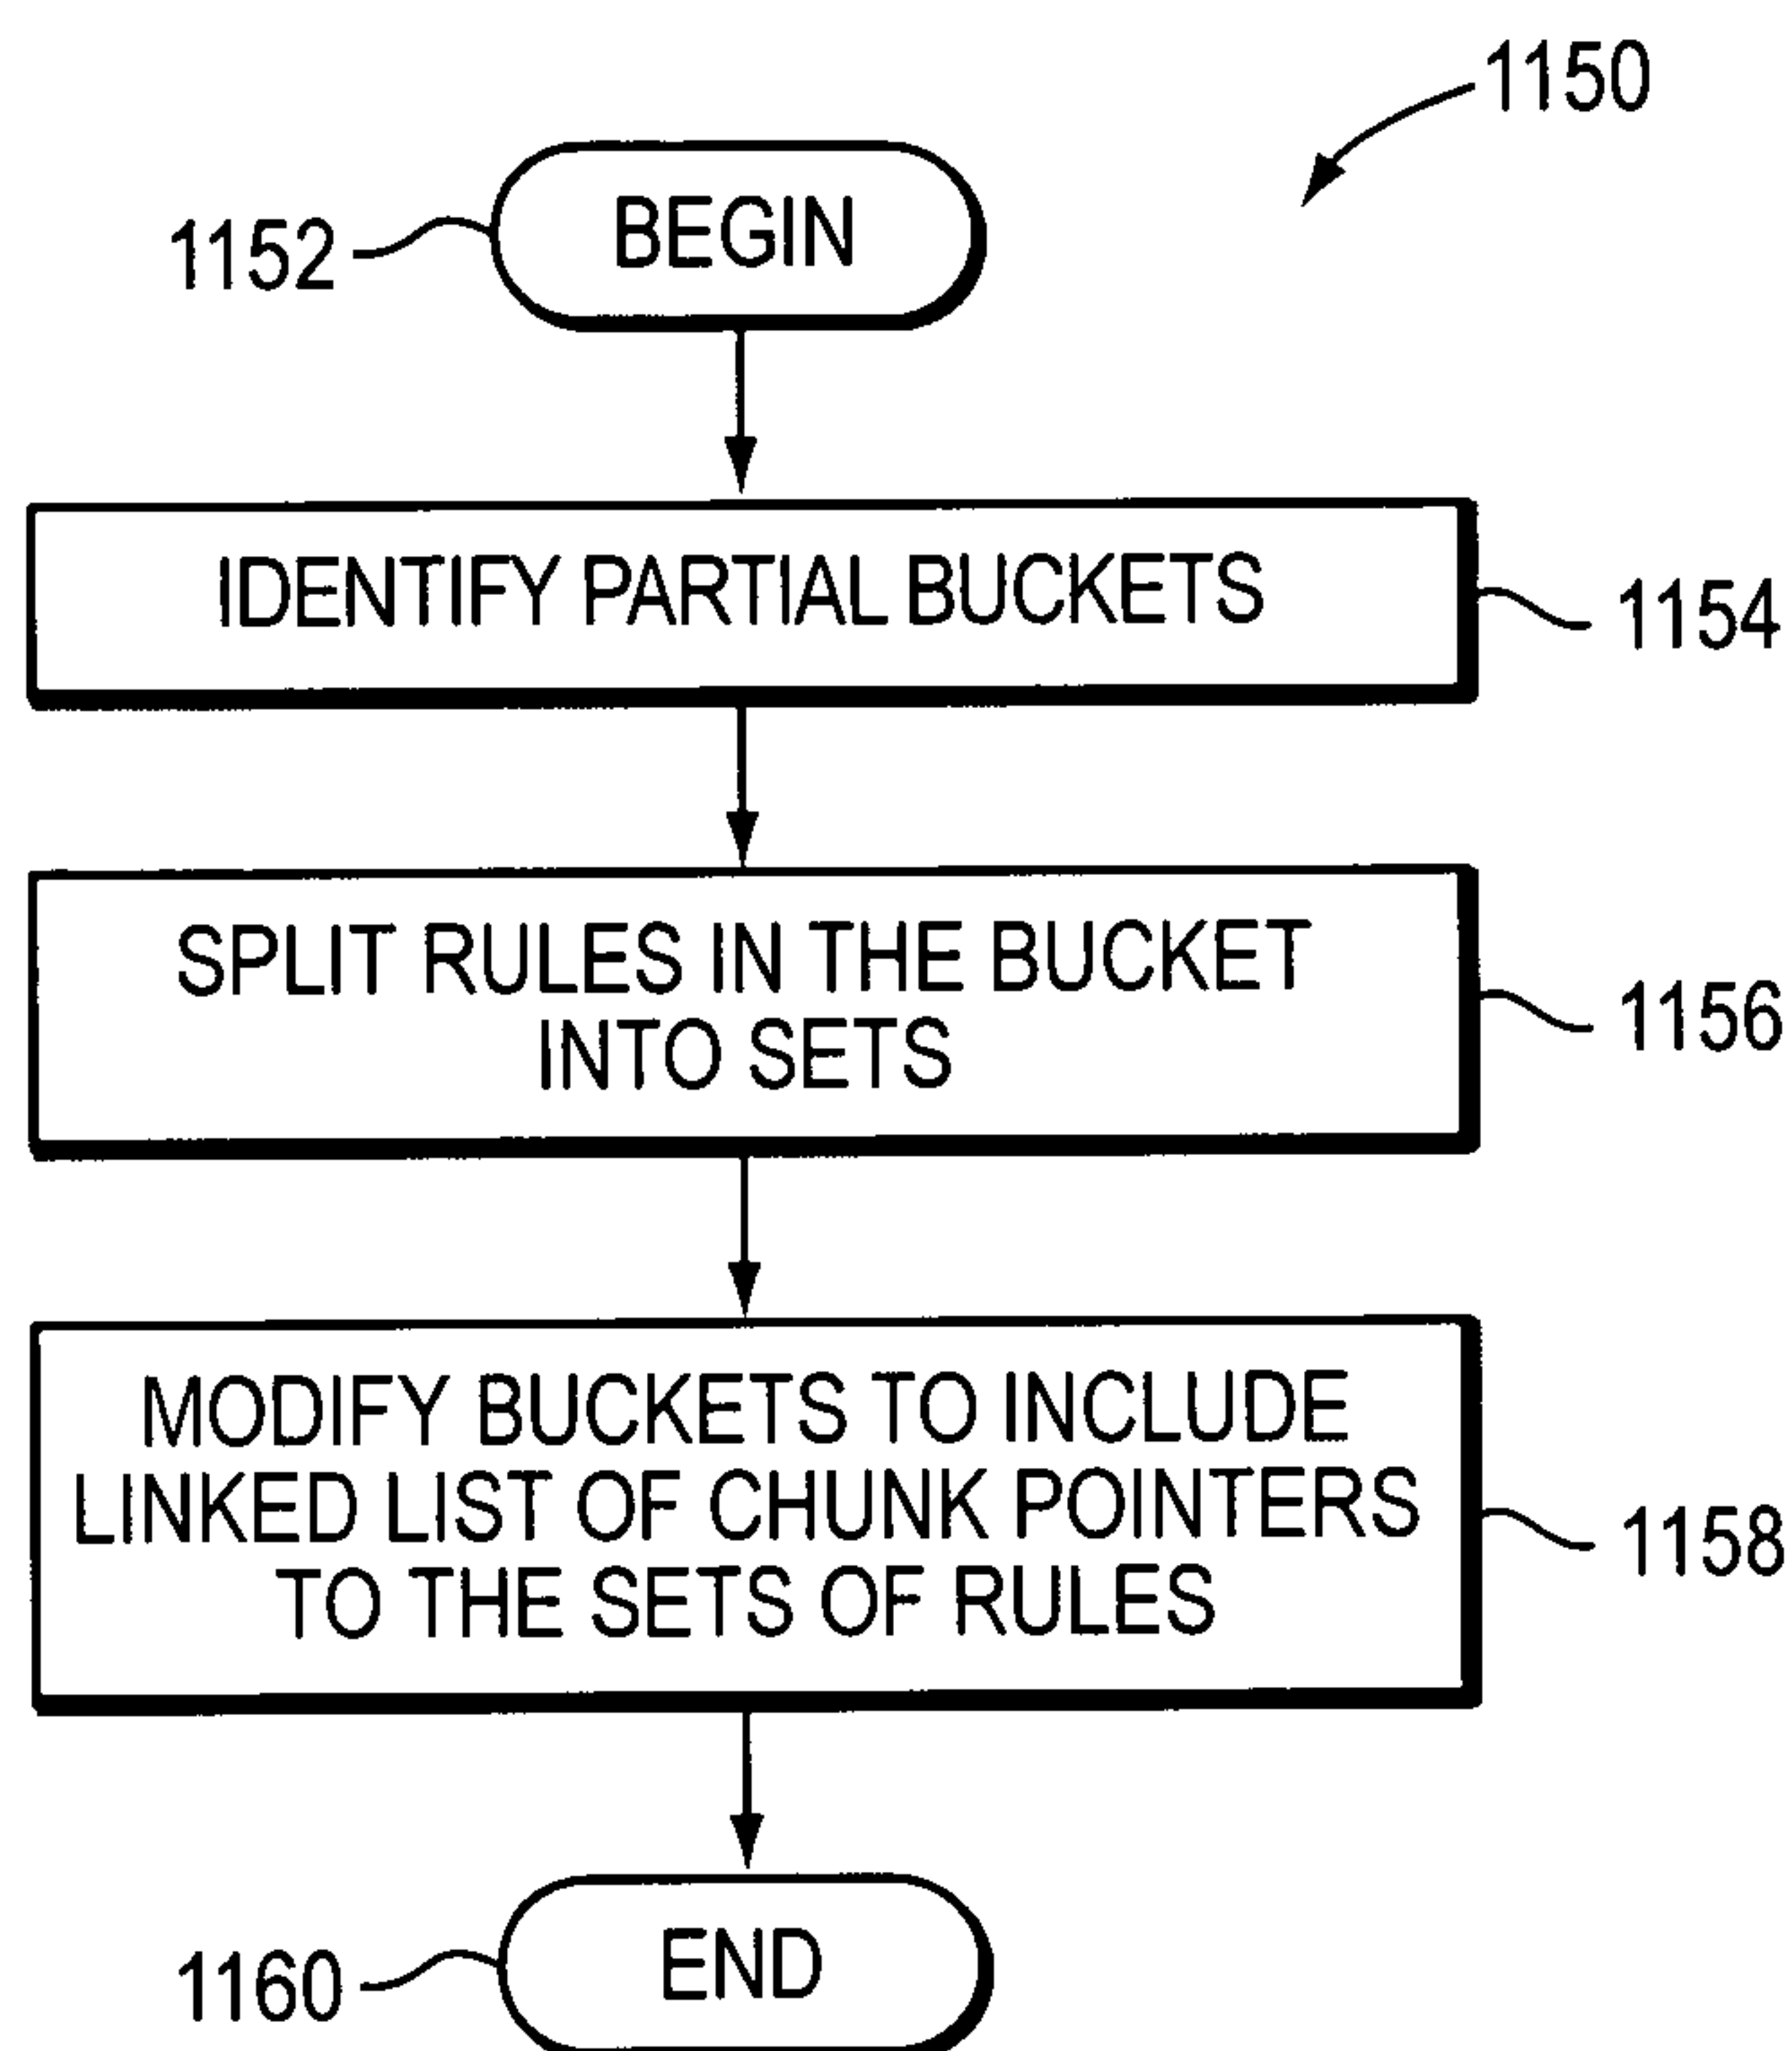 1150
BEGIN
1152
IDENTIFY PARTIAL BUCKETS
1154
SPLIT RULES IN THE BUCKET
INTO SETS
1156
MODIFY BUCKETS TO INCLUDE
LINKED LIST OF CHUNK POINTERS
TO THE SETS OF RULES
1158
END
1160